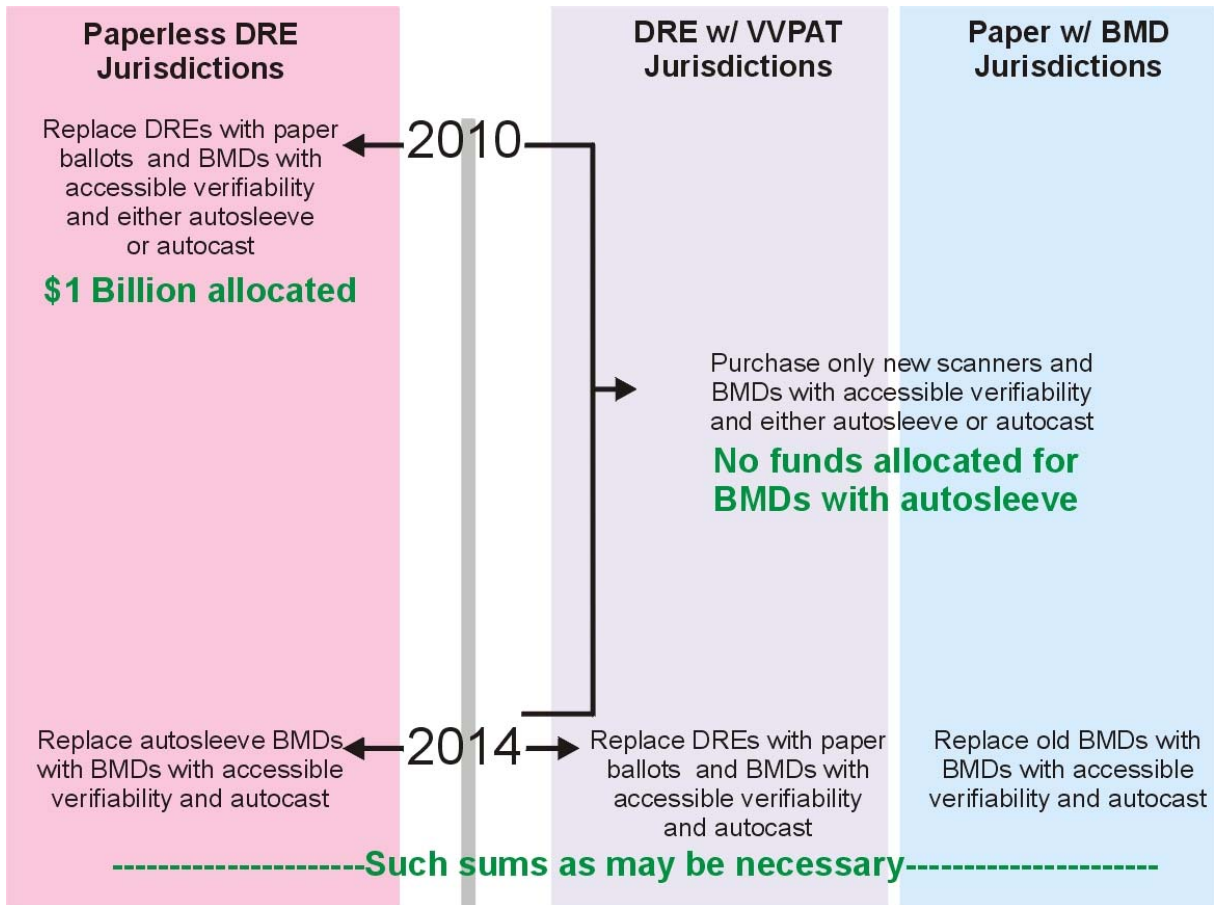 Paperless DRE
Jurisdictions
DRE w/ VVPAT
Jurisdictions
Paper w/ BMD
Jurisdictions
2010
Replace DREs with paper
ballots and BMDs with
accessible verifiability
and either autosleeve
or autocast
$1 Billion allocated
Purchase only new scanners and
BMDs with accessible verifiability
and either autosleeve or autocast
No funds allocated for
BMDs with autosleeve
2014
Replace autosleeve BMDs
with BMDs with accessible
verifiability and autocast
Replace DREs with paper
ballots and BMDs with
accessible verifiability
and autocast
Replace old BMDs with
BMDs with accessible
verifiability and autocast
----------------------Such sums as may be necessary----------------------